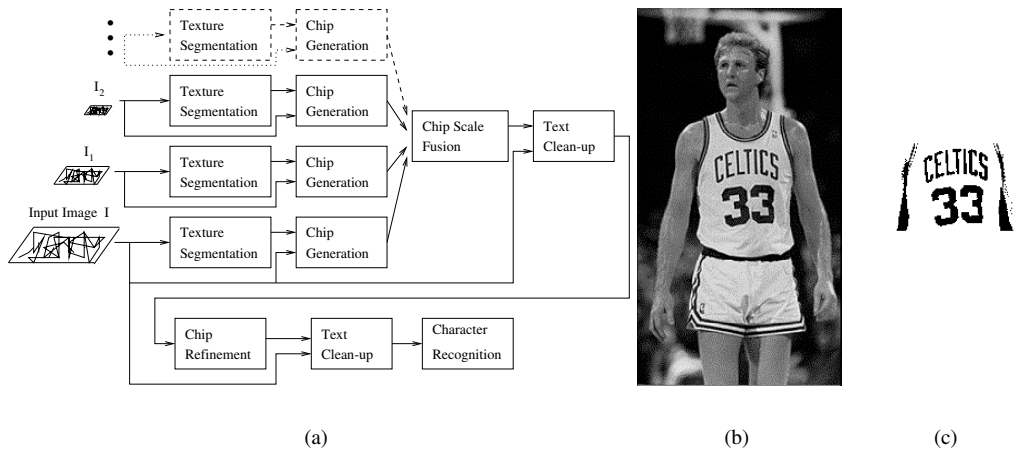 Texture
Segmentation
Chip
Generation
I2
Texture
Segmentation
Chip
Generation
Chip Scale
Fusion
Text
Clean-up
I1
Texture
Segmentation
Chip
Generation
Input Image I
Texture
Segmentation
Chip
Generation
Chip
Refinement
Text
Clean-up
Character
Recognition
CELTICS
33
CELTICS
33
(a)
(b)
(c)